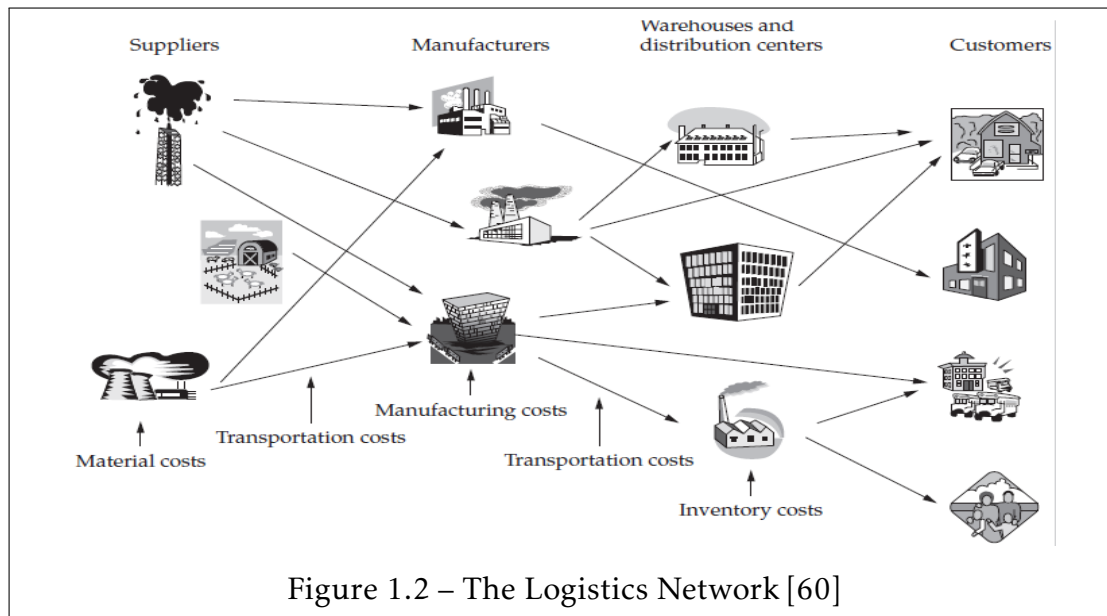 Suppliers
Manufacturers
Warehouses and
distribution centers
Customers
Material costs
Transportation costs
Manufacturing costs
Transportation costs
Inventory costs
Figure 1.2 – The Logistics Network [60]